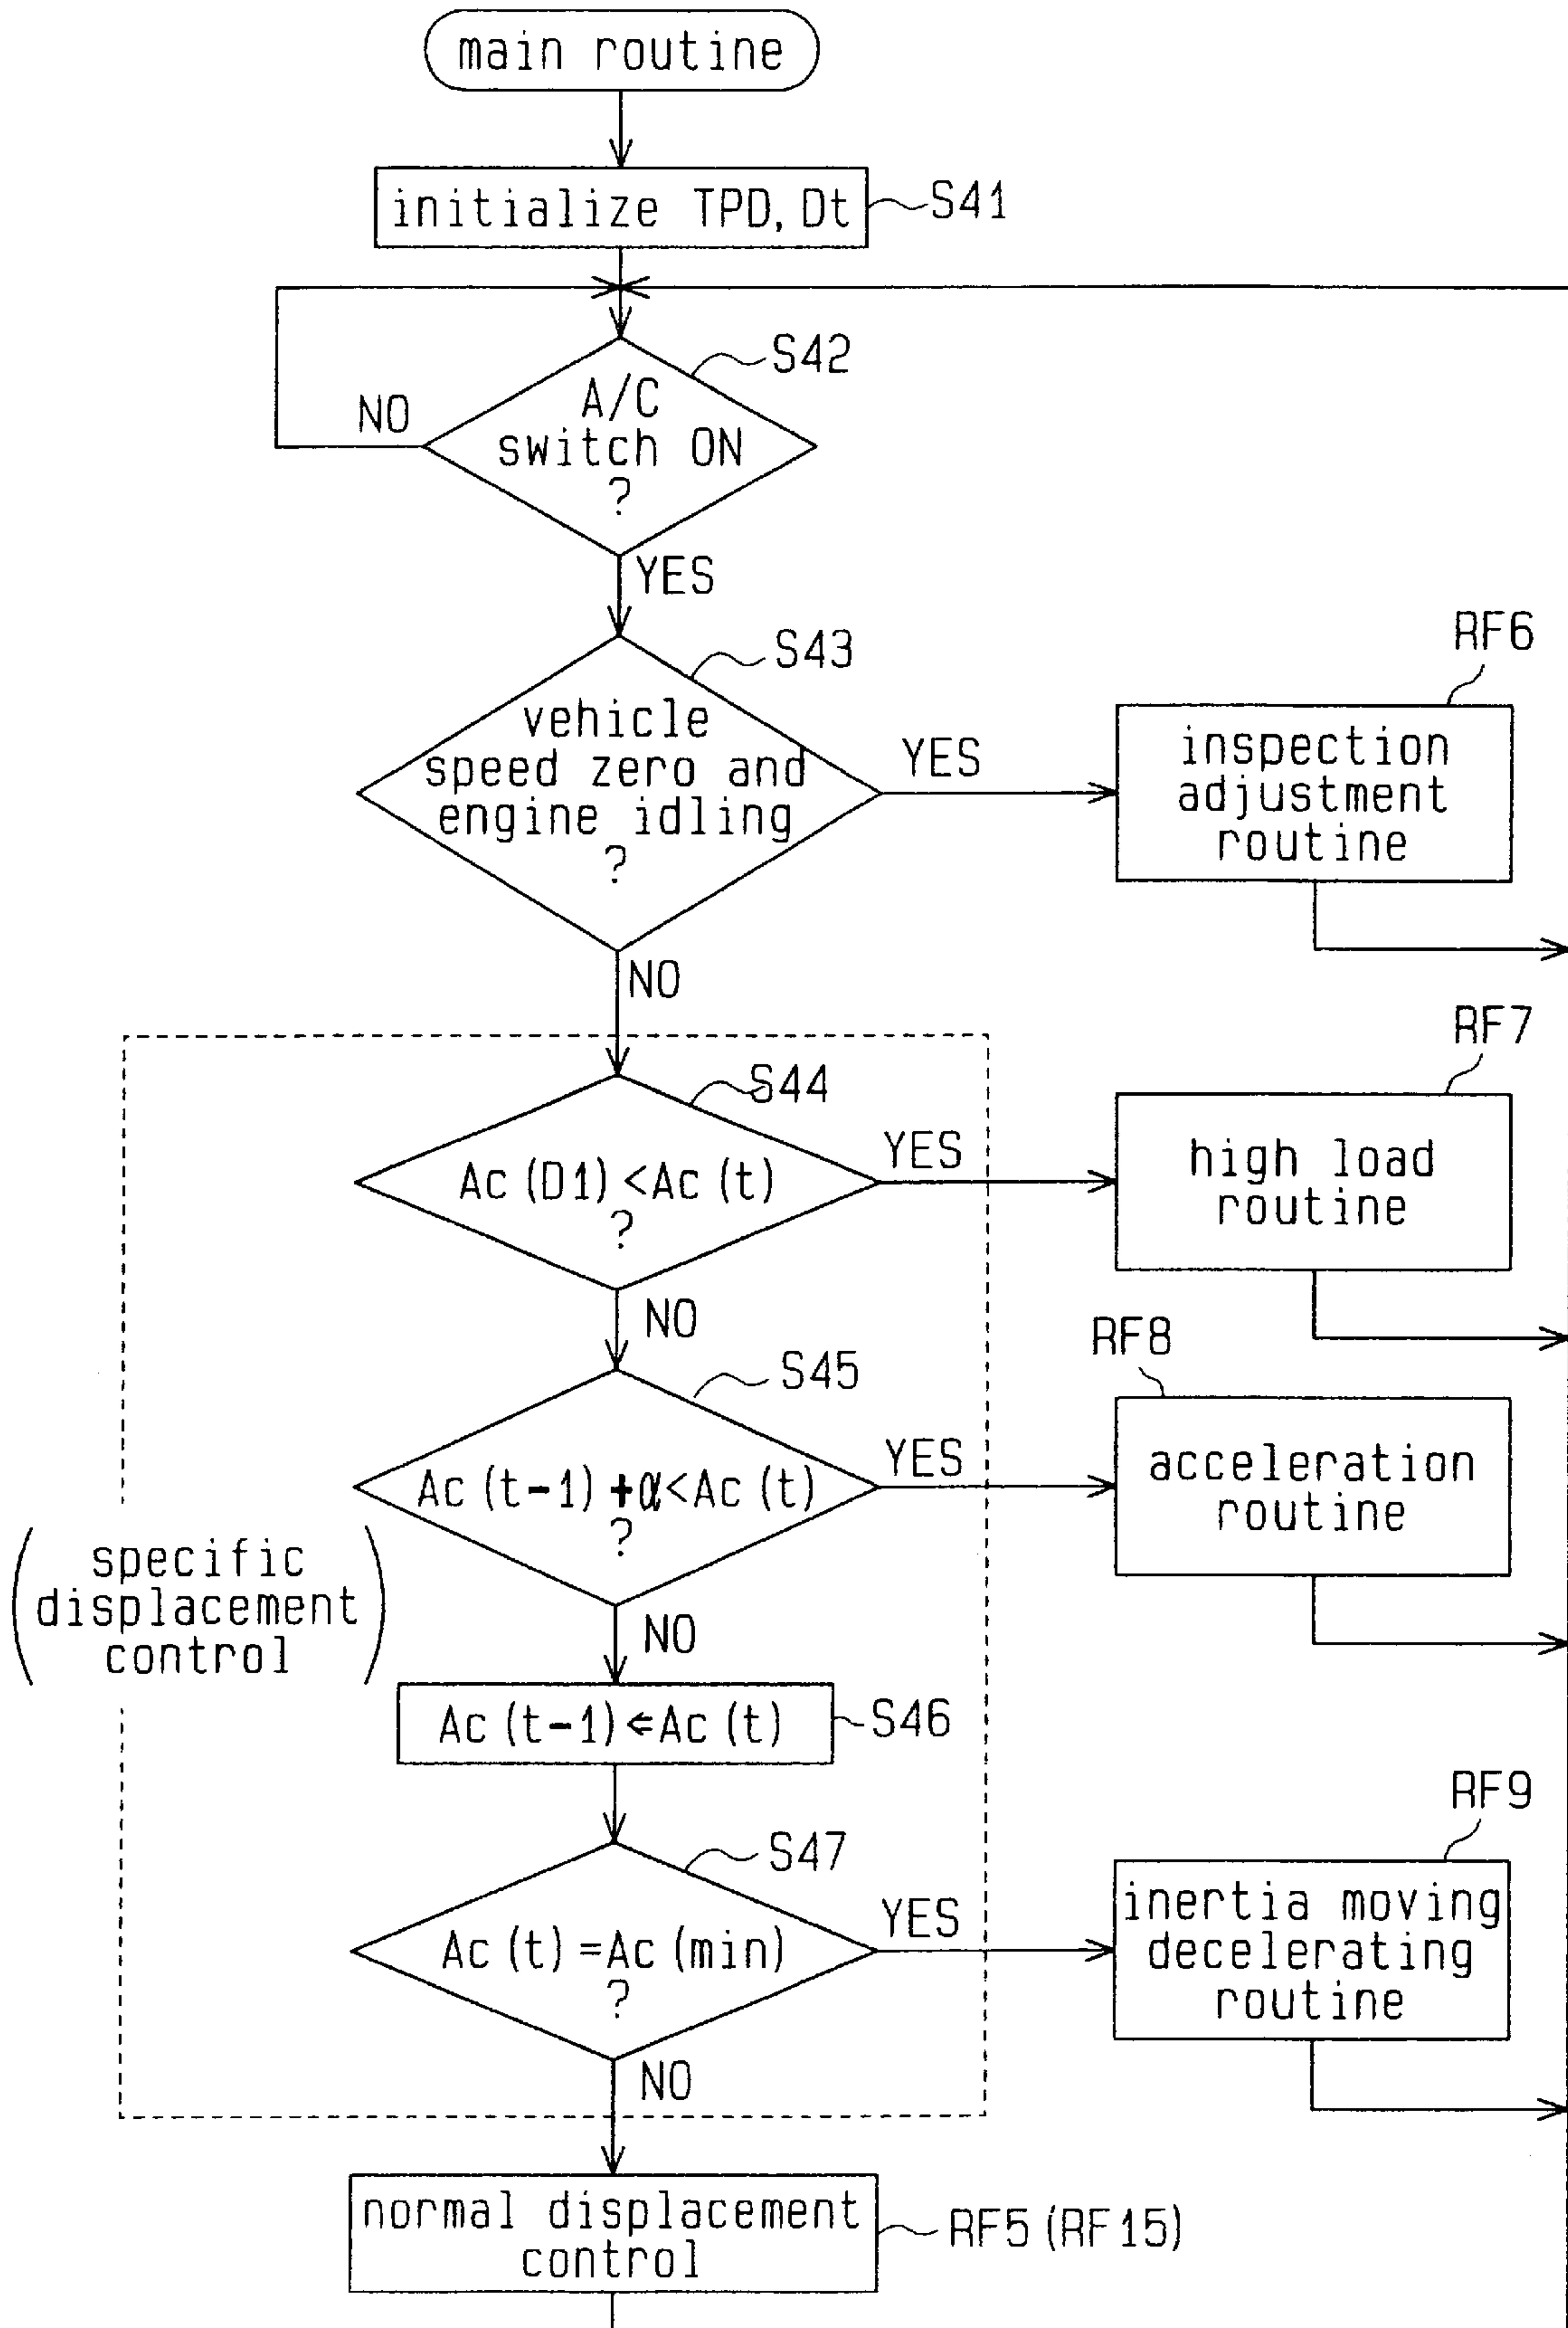 main routine
initialize TPD, Dt
S41
S42
A/C
switch ON
?
NO
YES
S43
vehicle
speed zero and
engine idling
?
YES
RF6
inspection
adjustment
routine
NO
S44
Ac(D1)<Ac(t)
?
YES
RF7
high load
routine
NO
S45
Ac(t-1)+α<Ac(t)
?
YES
RF8
acceleration
routine
(specific
displacement
control)
NO
Ac(t-1)⇐Ac(t)
S46
S47
Ac(t)=Ac(min)
?
YES
RF9
inertia moving
decelerating
routine
NO
normal displacement
control
RF5(RF15)